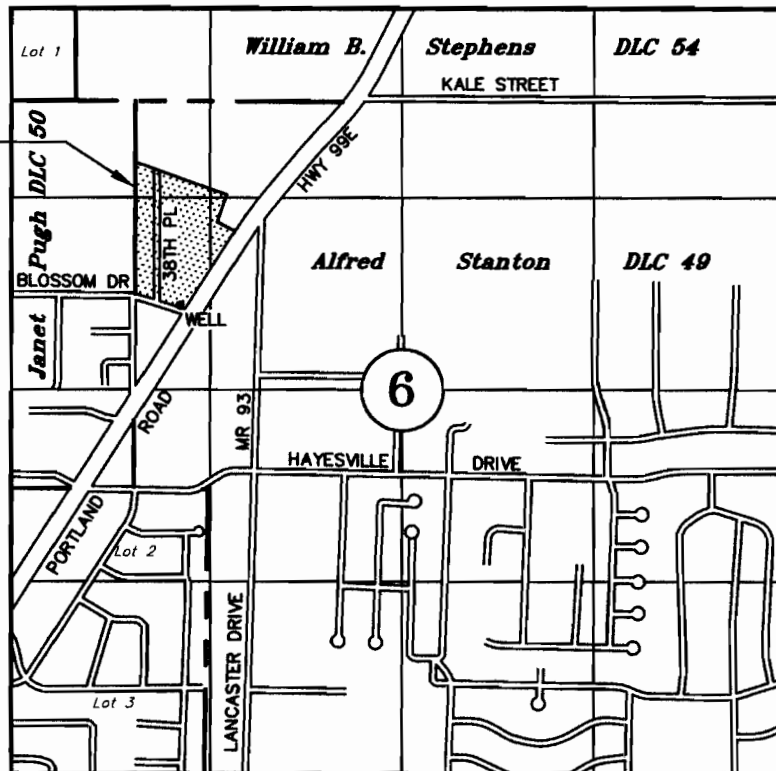 Lot 1
William B. Stephens DLC 54
KALE STREET
HWY 99E
Janet Pugh DLC 50
38TH PL
Alfred Stanton DLC 49
BLOSSOM DR
WELL
6
MR 93
PORTLAND ROAD
HAYESVILLE DRIVE
Lot 2
LANCASTER DRIVE
Lot 3